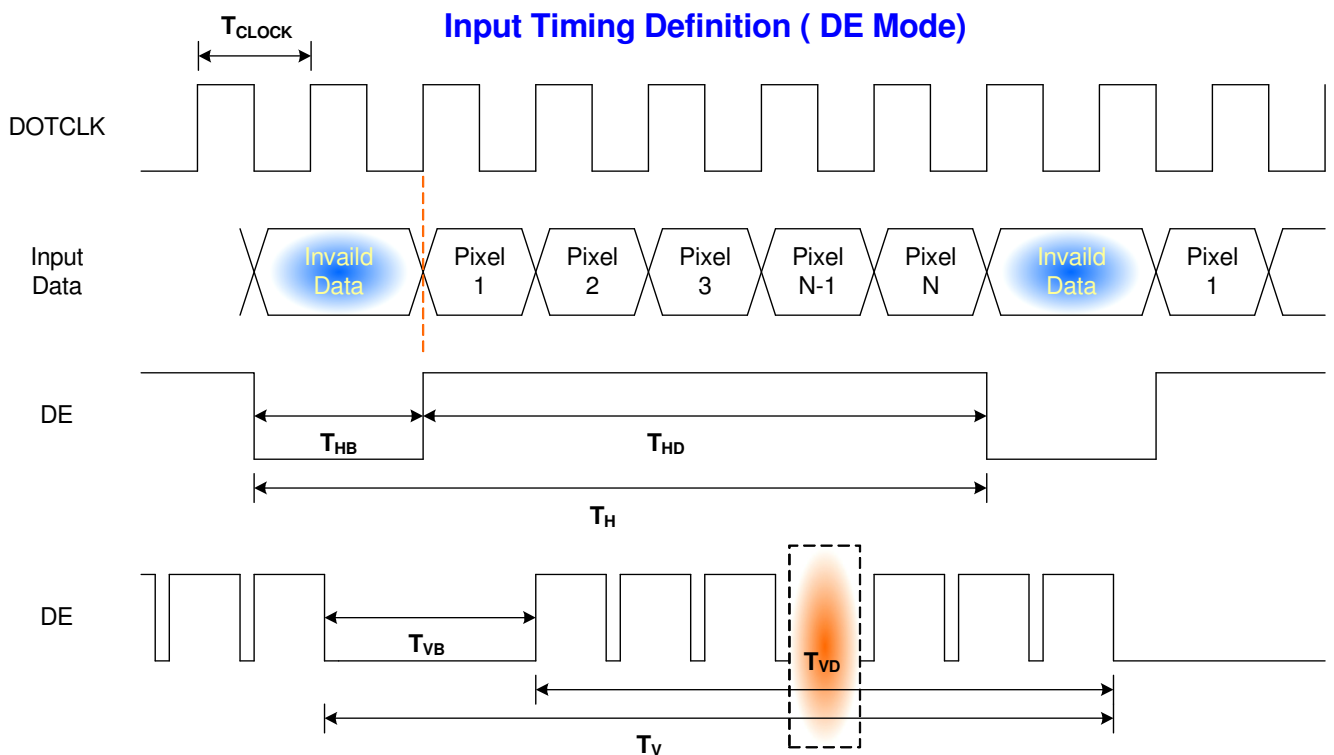 Input Timing Definition ( DE Mode)
TCLOCK
DOTCLK
Input
Data
Invaild
Data
Pixel
1
Pixel
2
Pixel
3
Pixel
N-1
Pixel
N
Invaild
Data
Pixel
1
DE
THB
THD
TH
DE
TVB
TVD
TV